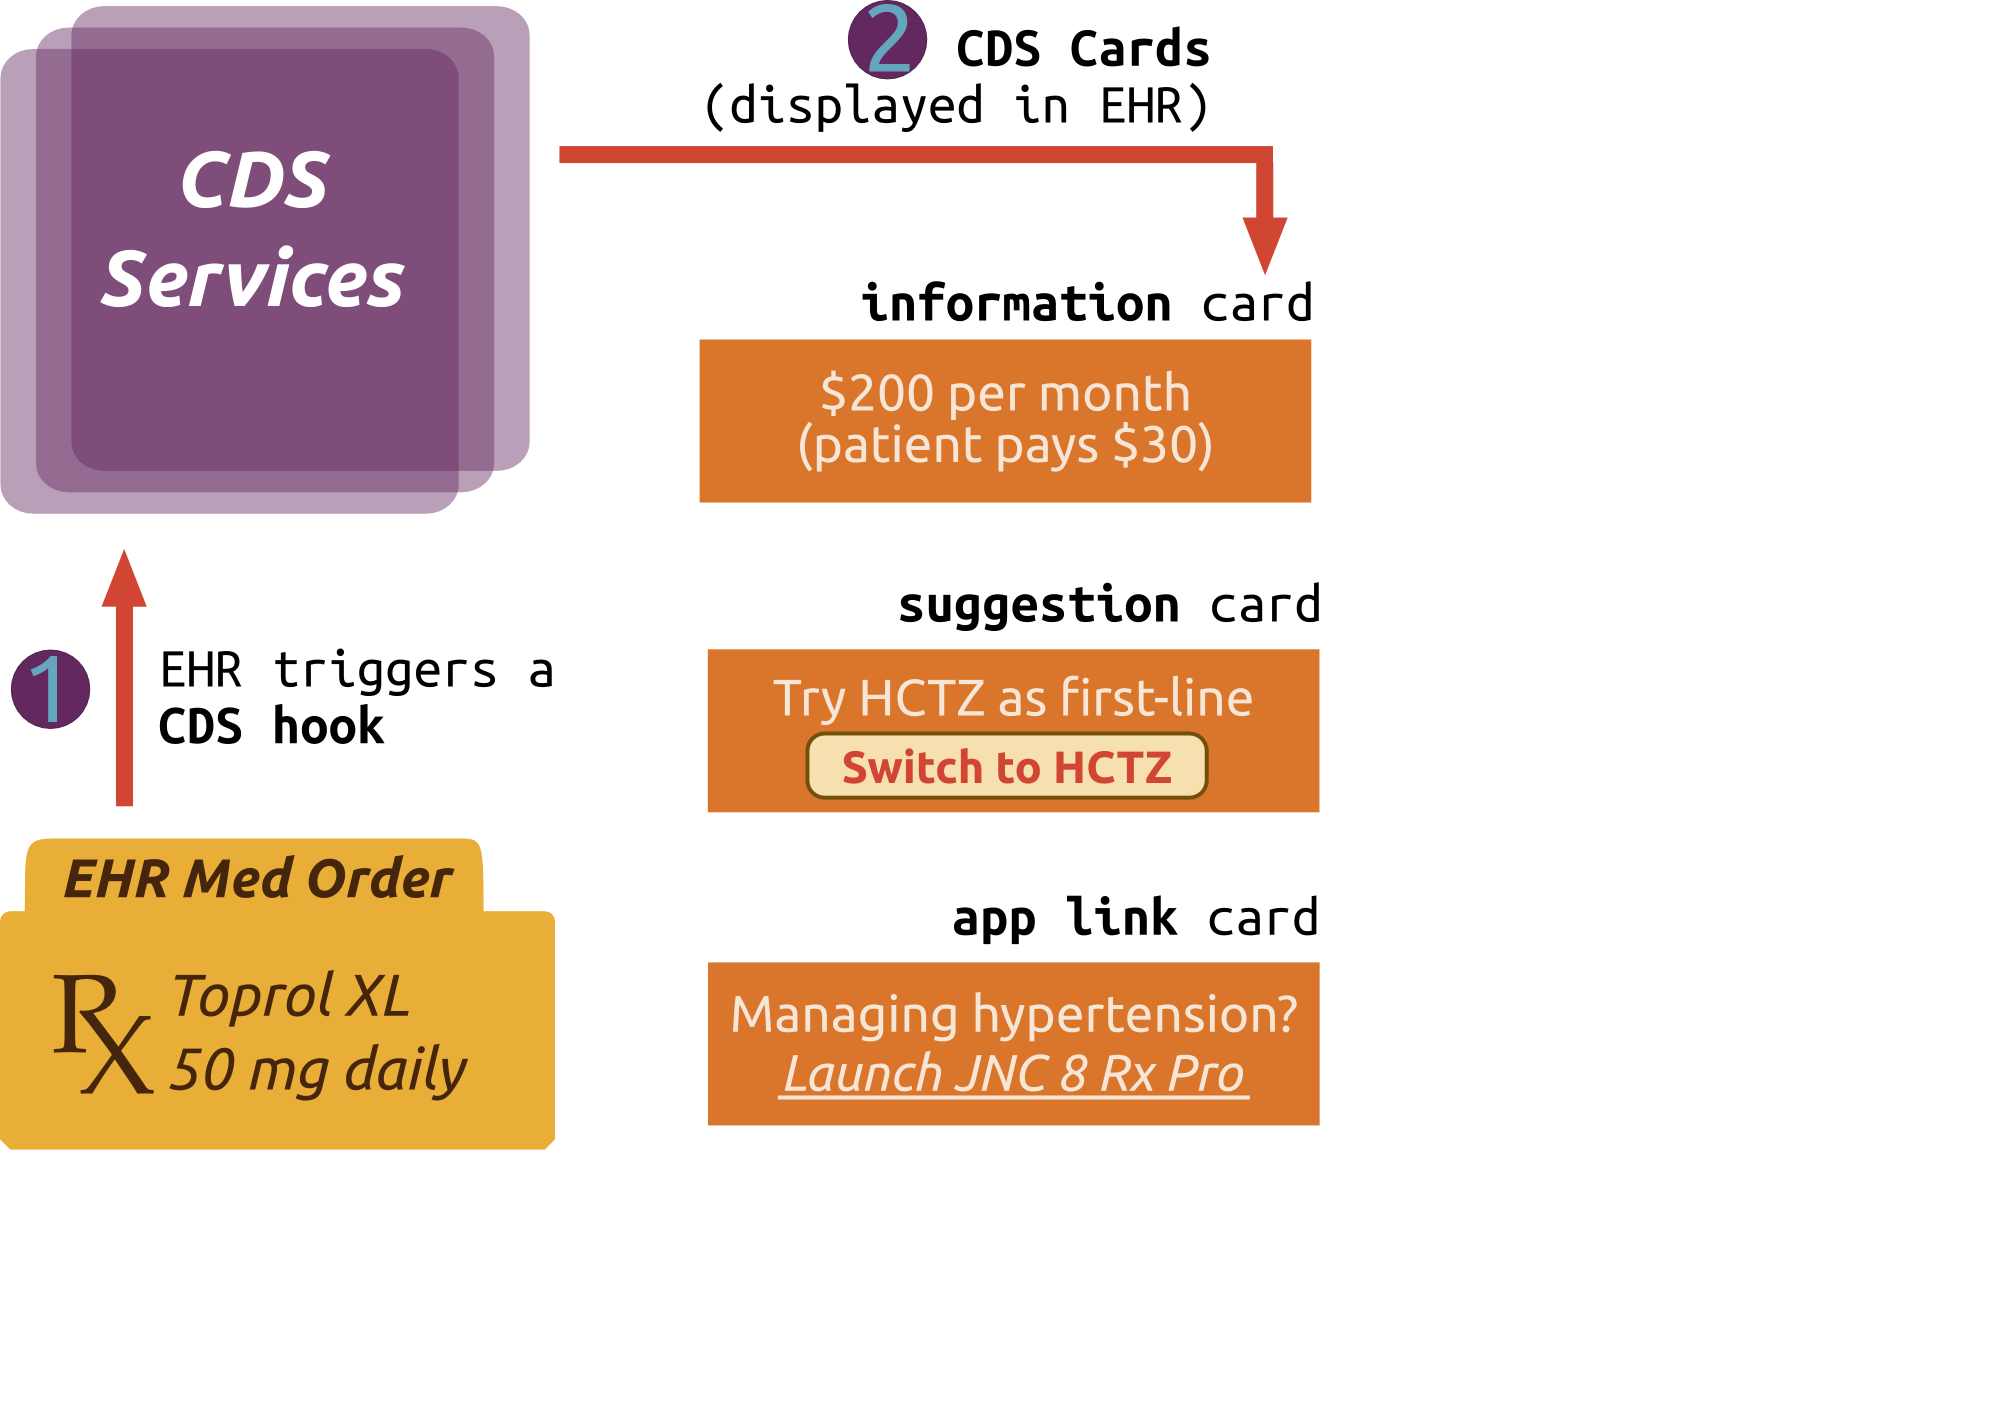 CDS
Services
2 CDS Cards
(displayed in EHR)
information card
$200 per month
(patient pays $30)
suggestion card
Try HCTZ as first-line
Switch to HCTZ
app link card
Managing hypertension?
Launch JNC 8 Rx Pro
1
EHR triggers a
CDS hook
EHR Med Order
Rx
Toprol XL
50 mg daily